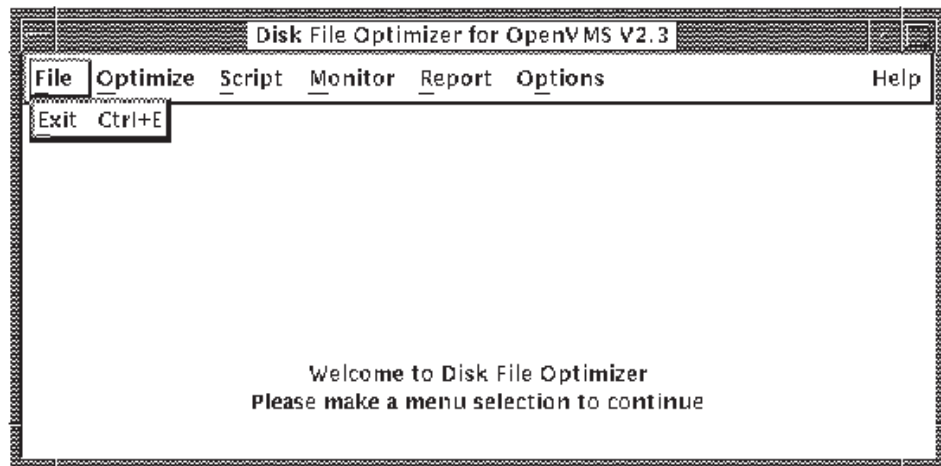 Disk File Optimizer for OpenVMS V2.3
File Optimize Script Monitor Report Options Help
Exit Ctrl+E
Welcome to Disk File Optimizer
Please make a menu selection to continue